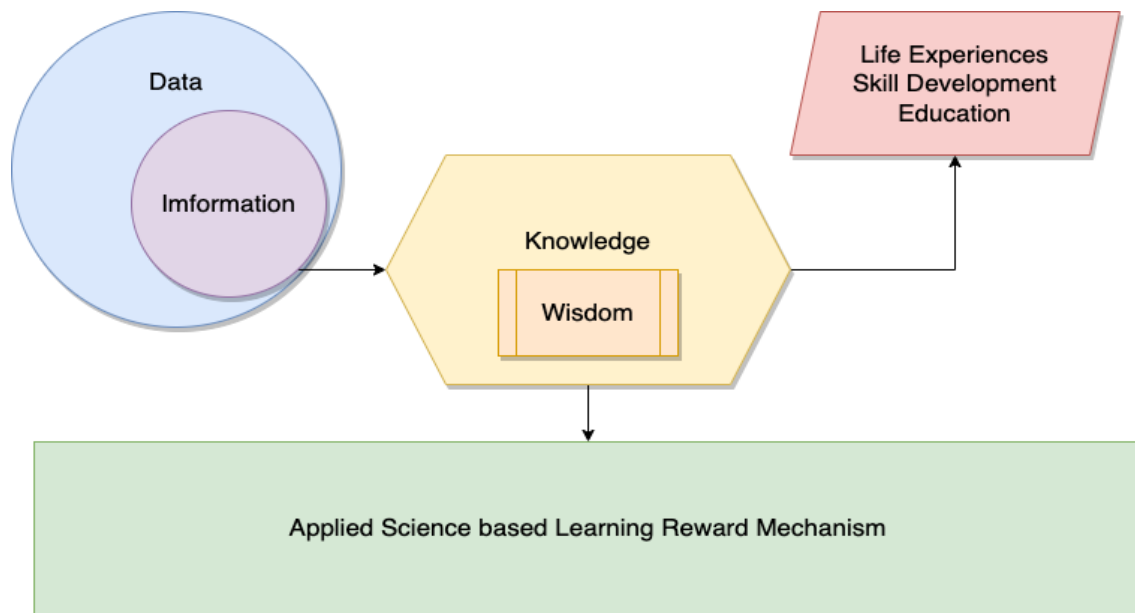 Data
Imformation
Knowledge
Wisdom
Life Experiences
Skill Development
Education
Applied Science based Learning Reward Mechanism